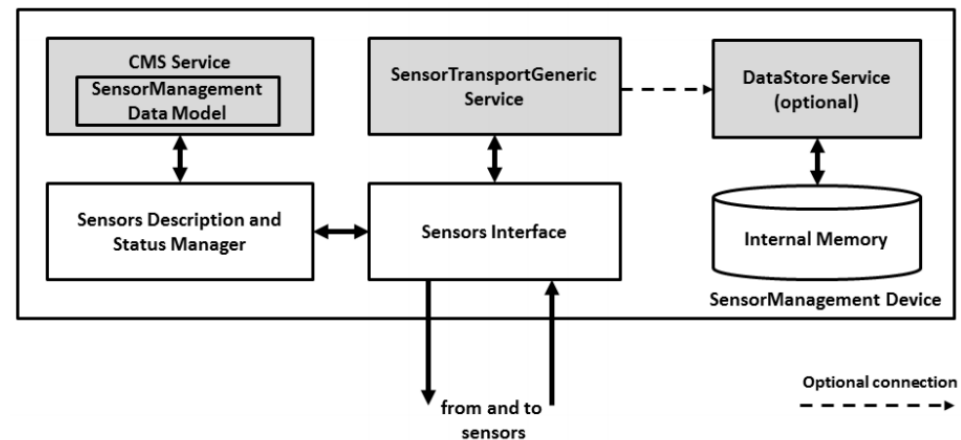 CMS Service
SensorManagement
Data Model
SensorTransportGeneric
Service
DataStore Service
(optional)
Sensors Description and
Status Manager
Sensors Interface
Internal Memory
SensorManagement Device
from and to
sensors
Optional connection